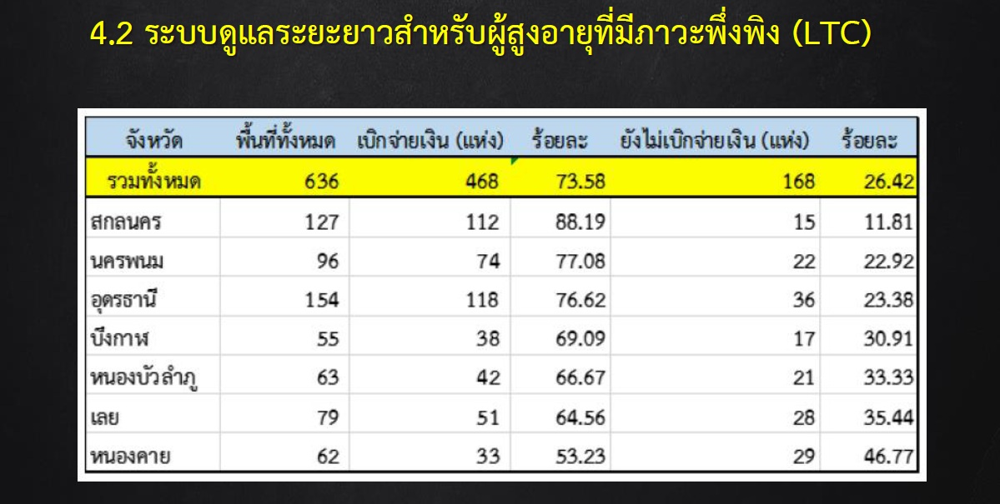 4.2 ระบบดูแลระยะยาวสำหรับผู้สูงอายุที่มีภาวะพึ่งพิง (LTC)
จังหวัด พื้นที่ทั้งหมด เบิกจ่ายเงิน (แห่ง) ร้อยละ ยังไม่เบิกจ่ายเงิน (แห่ง) ร้อยละ
รวมทั้งหมด 636 468 73.58 168 26.42
สกลนคร 127 112 88.19 15 11.81
นครพนม 96 74 77.08 22 22.92
อุดรธานี 154 118 76.62 36 23.38
บึงกาฬ 55 38 69.09 17 30.91
หนองบัวลำภู 63 42 66.67 21 33.33
เลย 79 51 64.56 28 35.44
หนองคาย 62 33 53.23 29 46.77